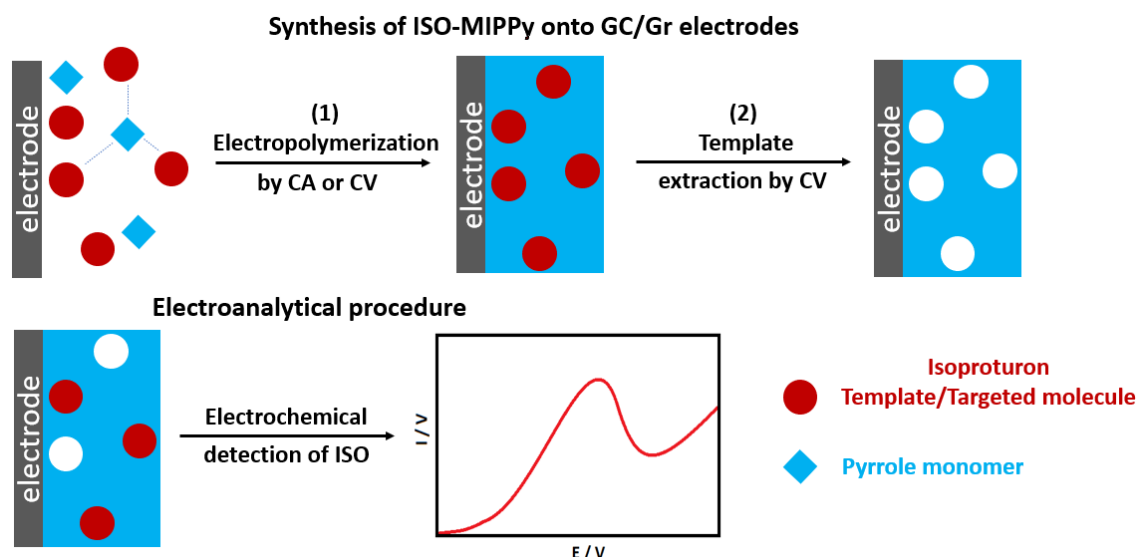 Synthesis of ISO-MIPPy onto GC/Gr electrodes
electrode
(1)
Electropolymerization
by CA or CV
electrode
(2)
Template
extraction by CV
electrode
Electroanalytical procedure
electrode
Electrochemical
detection of ISO
I / V
E / V
Isoproturon
Template/Targeted molecule
Pyrrole monomer